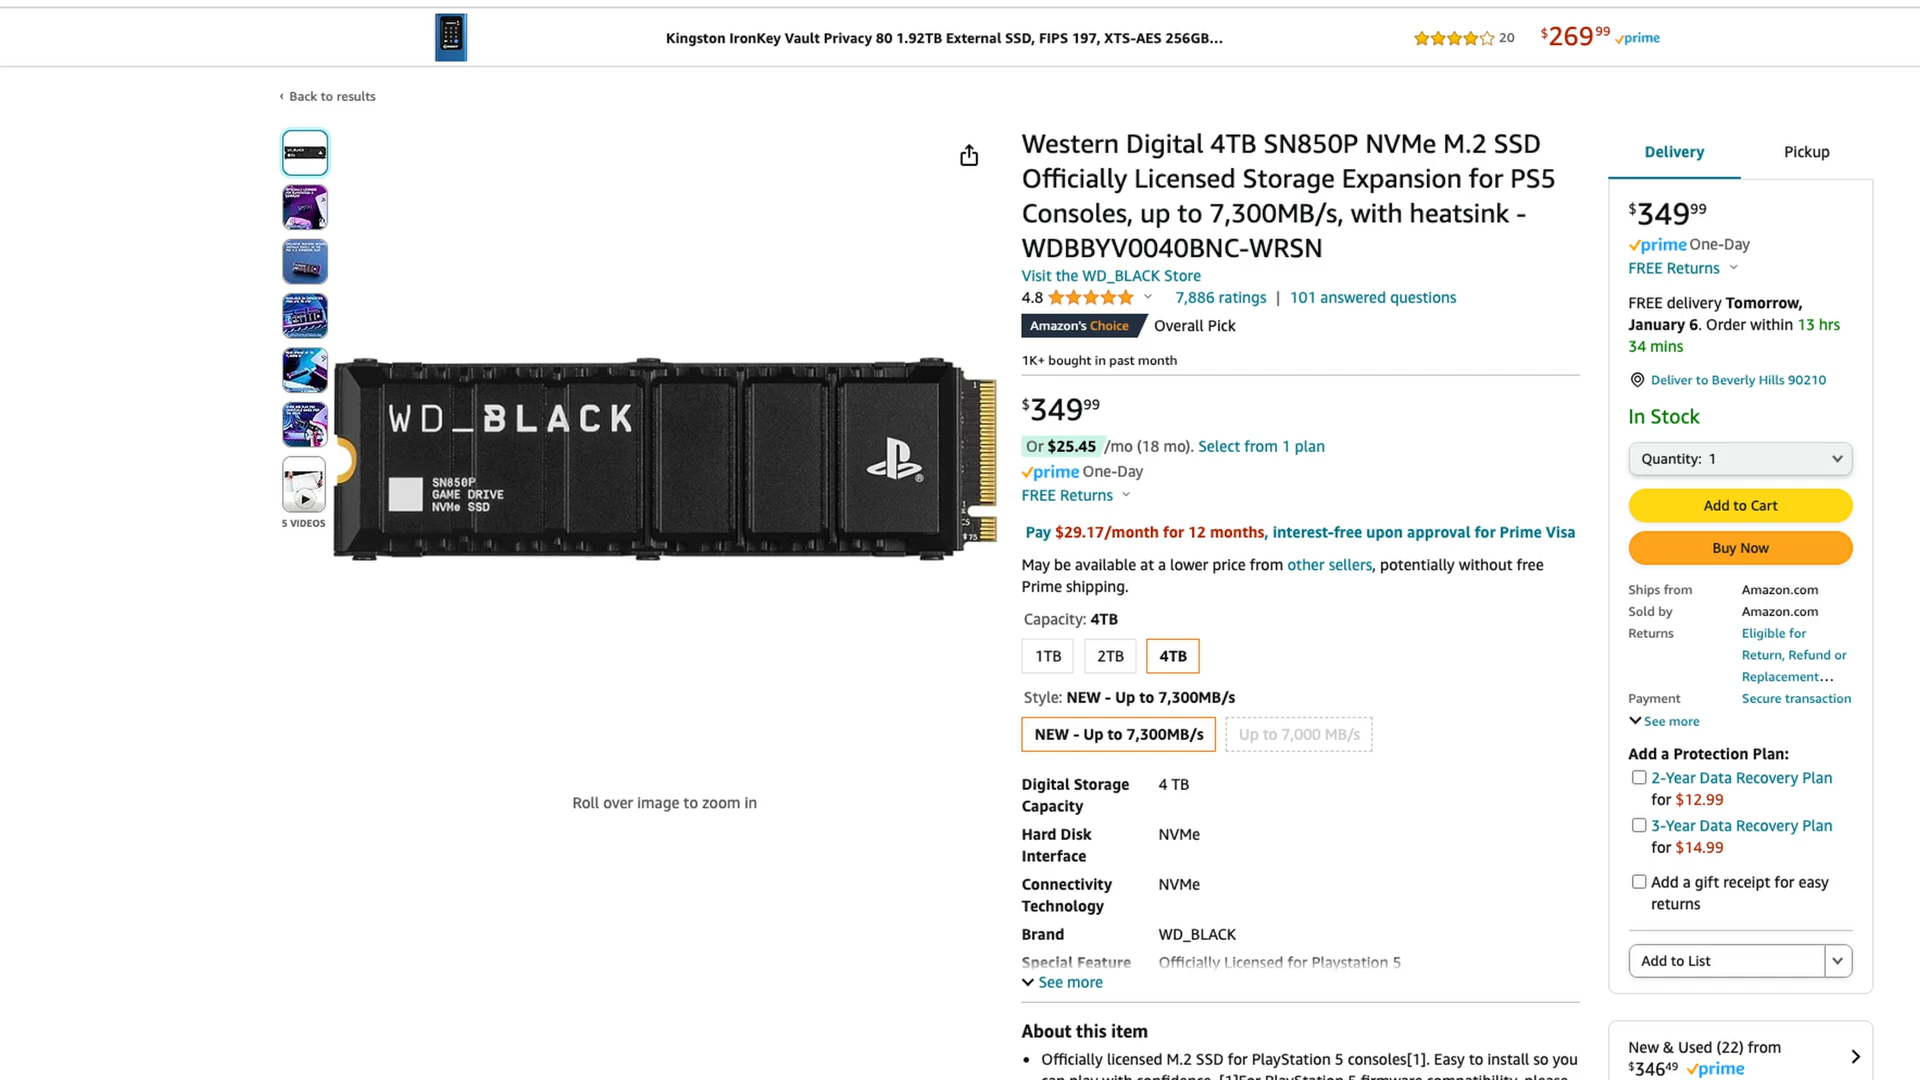 Kingston IronKey Vault Privacy 80 1.92TB External SSD, FIPS 197, XTS-AES 256GB...
20
$269 99 prime
‹ Back to results
Western Digital 4TB SN850P NVMe M.2 SSD
Officially Licensed Storage Expansion for PS5
Consoles, up to 7,300MB/s, with heatsink -
WDBBYV0040BNC-WRSN
Visit the WD_BLACK Store
4.8 7,886 ratings | 101 answered questions
Amazon's Choice Overall Pick
1K+ bought in past month
$349 99
Or $25.45 /mo (18 mo). Select from 1 plan
prime One-Day
FREE Returns
Pay $29.17/month for 12 months, interest-free upon approval for Prime Visa
May be available at a lower price from other sellers, potentially without free
Prime shipping.
Capacity: 4TB
1TB 2TB 4TB
Style: NEW - Up to 7,300MB/s
NEW - Up to 7,300MB/s Up to 7,000 MB/s
Digital Storage Capacity 4 TB
Hard Disk Interface NVMe
Connectivity Technology NVMe
Brand WD_BLACK
Special Feature Officially Licensed for Playstation 5
See more
About this item
• Officially licensed M.2 SSD for PlayStation 5 consoles[1]. Easy to install so you
can play with confidence. [1]For PlayStation 5 firmware compatibility, please
WD_BLACK
SN850P
GAME DRIVE
NVMe SSD
5 VIDEOS
Roll over image to zoom in
Delivery Pickup
$349 99
prime One-Day
FREE Returns
FREE delivery Tomorrow,
January 6. Order within 13 hrs
34 mins
Deliver to Beverly Hills 90210
In Stock
Quantity: 1
Add to Cart
Buy Now
Ships from Amazon.com
Sold by Amazon.com
Returns Eligible for
Return, Refund or
Replacement...
Payment Secure transaction
See more
Add a Protection Plan:
2-Year Data Recovery Plan
for $12.99
3-Year Data Recovery Plan
for $14.99
Add a gift receipt for easy
returns
Add to List
New & Used (22) from
$346 49 prime